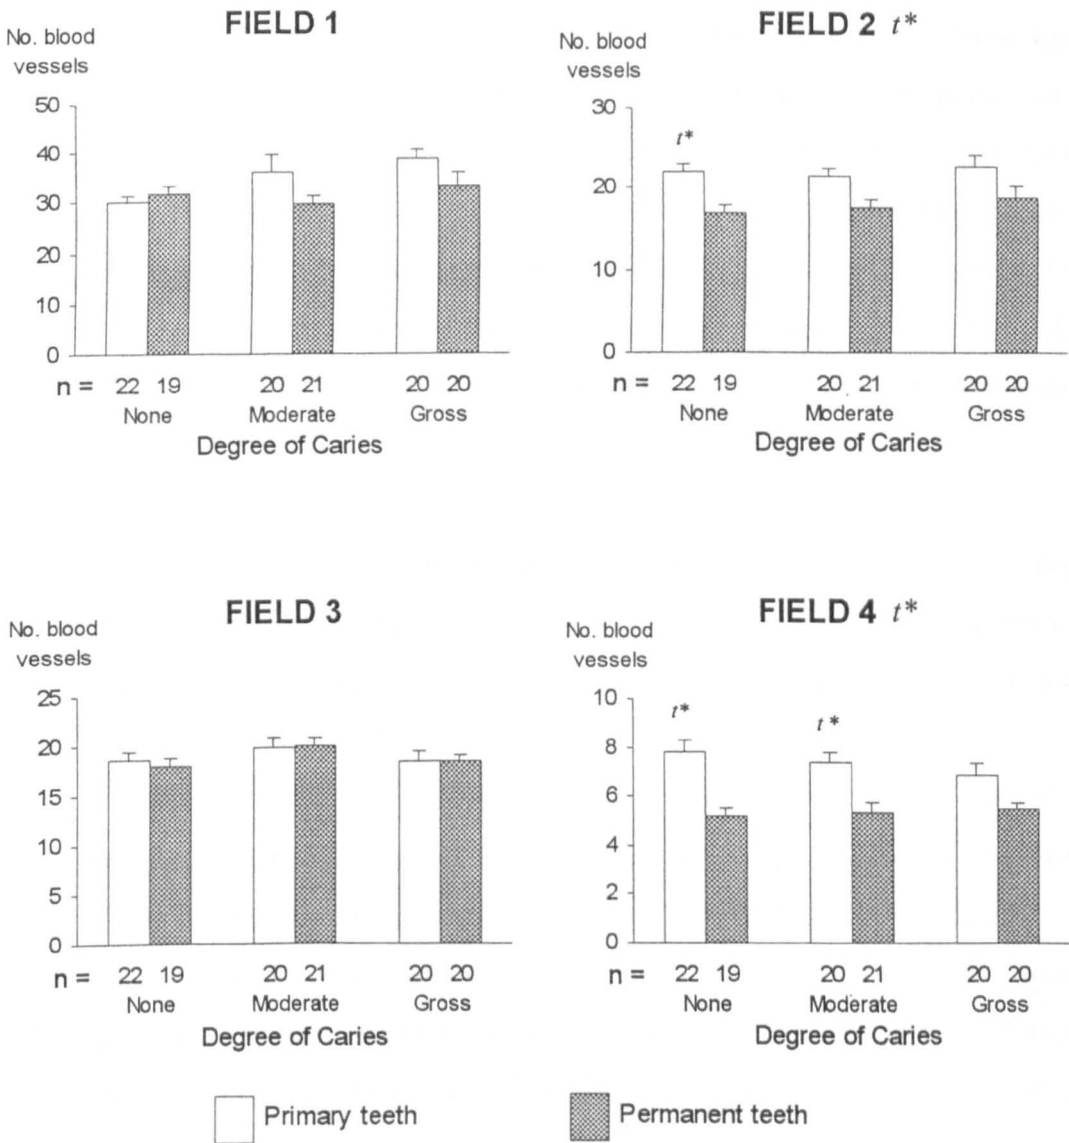 FIELD 1
No. blood
vessels
50
40
30
20
10
0
n = 22 19 20 21 20 20
None Moderate Gross
Degree of Caries
FIELD 2 t*
No. blood
vessels
30
20
10
0
t*
n = 22 19 20 21 20 20
None Moderate Gross
Degree of Caries
FIELD 3
No. blood
vessels
25
20
15
10
5
0
n = 22 19 20 21 20 20
None Moderate Gross
Degree of Caries
FIELD 4 t*
No. blood
vessels
10
8
6
4
2
0
t* t*
n = 22 19 20 21 20 20
None Moderate Gross
Degree of Caries
Primary teeth
Permanent teeth